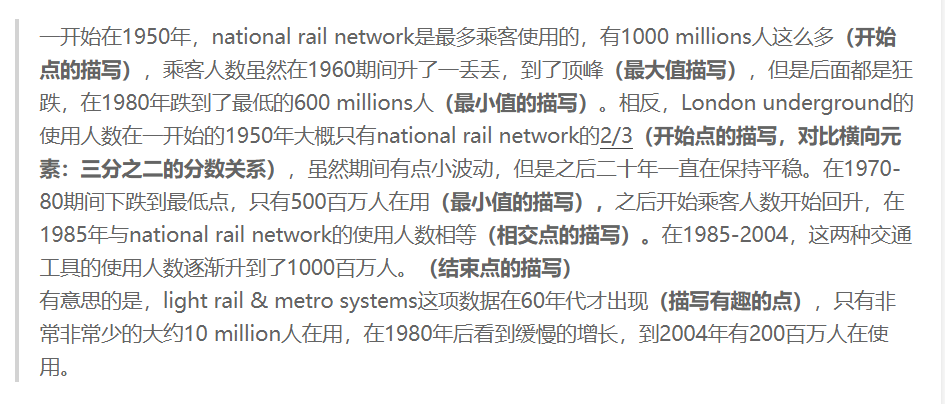 一开始在1950年，national rail network是最多乘客使用的，有1000 millions人这么多（开始
点的描写），乘客人数虽然在1960期间升了一丢丢，到了顶峰（最大值描写），但是后面都是狂
跌，在1980年跌到了最低的600 millions人（最小值的描写）。相反，London underground的
使用人数在一开始的1950年大概只有national rail network的2/3（开始点的描写，对比横向元
素：三分之二的分数关系），虽然期间有点小波动，但是之后二十年一直在保持平稳。在1970-
80期间下跌到最低点，只有500百万人在用（最小值的描写），之后开始乘客人数开始回升，在
1985年与national rail network的使用人数相等（相交点的描写）。在1985-2004，这两种交通
工具的使用人数逐渐升到了1000百万人。（结束点的描写）
有意思的是，light rail & metro systems这项数据在60年代才出现（描写有趣的点），只有非
常非常少的大约10 million人在用，在1980年后看到缓慢的增长，到2004年有200百万人在使
用。